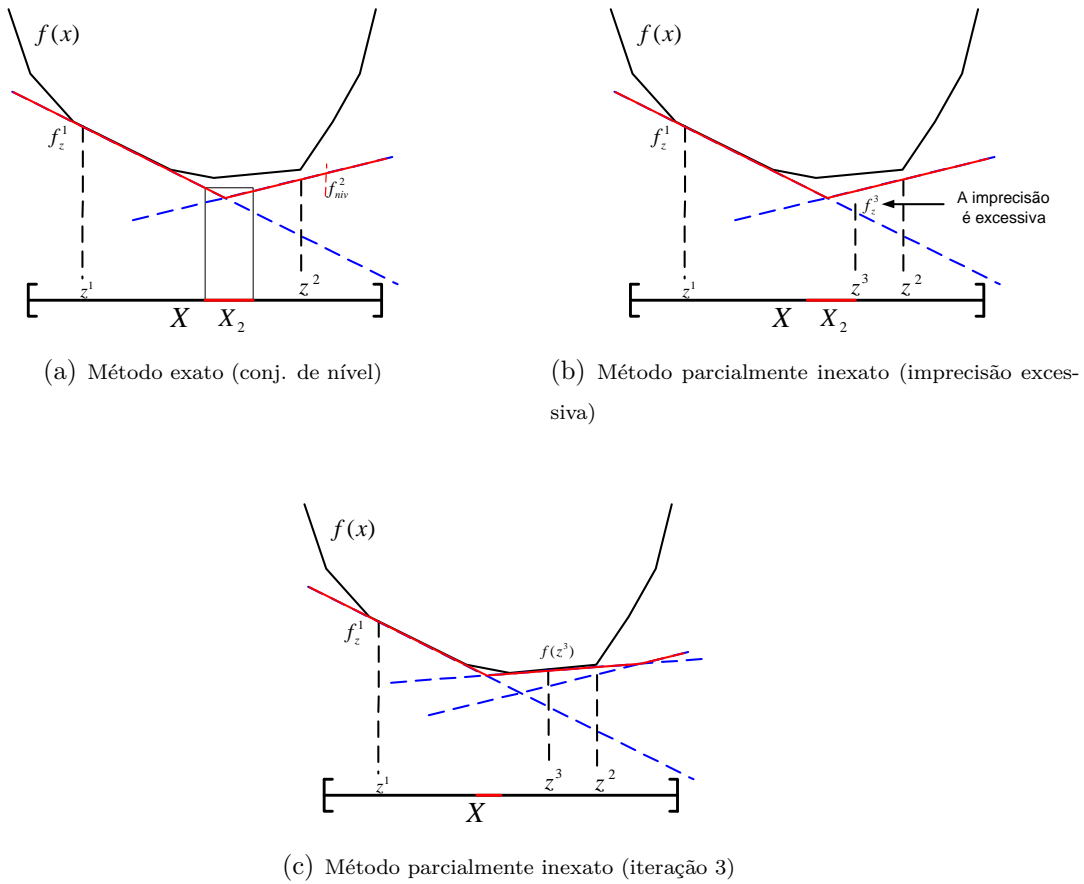 f(x)
f_z^1
f_{niv}^2
z^1
z^2
X
X_2
(a) Método exato (conj. de nível)
f(x)
f_z^1
f_z^3
A imprecisão
é excessiva
z^1
z^3
z^2
X
X_2
(b) Método parcialmente inexato (imprecisão exces-
siva)
f(x)
f_z^1
f(z^3)
z^1
z^3
z^2
X
(c) Método parcialmente inexato (iteração 3)